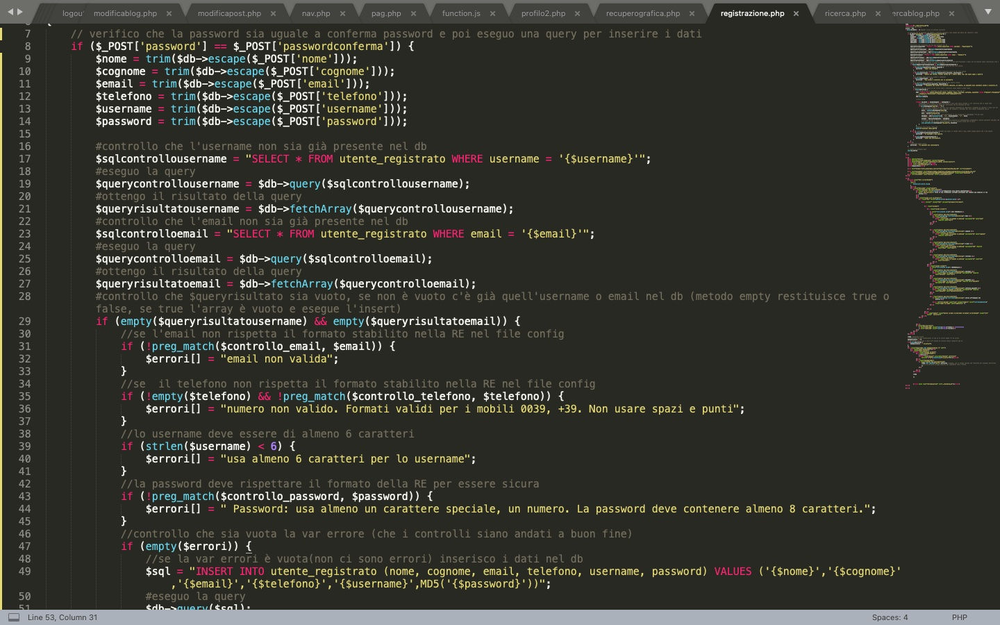 logou modificablog.php × modificapost.php × nav.php × pag.php × function.js × profilo2.php × recuperografica.php × registrazione.php × ricerca.php × ercablog.php ×
7 // verifico che la password sia uguale a conferma password e poi eseguo una query per inserire i dati
8 if ($_POST['password'] == $_POST['passwordconferma']) {
9 $nome = trim($db->escape($_POST['nome']));
10 $cognome = trim($db->escape($_POST['cognome']));
11 $email = trim($db->escape($_POST['email']));
12 $telefono = trim($db->escape($_POST['telefono']));
13 $username = trim($db->escape($_POST['username']));
14 $password = trim($db->escape($_POST['password']));
15
16 #controllo che l'username non sia già presente nel db
17 $sqlcontrollousername = "SELECT * FROM utente_registrato WHERE username = '{$username}'";
18 #eseguo la query
19 $querycontrollousername = $db->query($sqlcontrollousername);
20 #ottengo il risultato della query
21 $queryrisultatousername = $db->fetchArray($querycontrollousername);
22 #controllo che l'email non sia già presente nel db
23 $sqlcontrolloemail = "SELECT * FROM utente_registrato WHERE email = '{$email}'";
24 #eseguo la query
25 $querycontrolloemail = $db->query($sqlcontrolloemail);
26 #ottengo il risultato della query
27 $queryrisultatoemail = $db->fetchArray($querycontrolloemail);
28 #controllo che $queryrisultato sia vuoto, se non è vuoto c'è già quell'username o email nel db (metodo empty restituisce true o
false, se true l'array è vuoto e esegue l'insert)
29 if (empty($queryrisultatousername) && empty($queryrisultatoemail)) {
30 //se l'email non rispetta il formato stabilito nella RE nel file config
31 if (!preg_match($controllo_email, $email)) {
32 $errori[] = "email non valida";
33 }
34 //se  il telefono non rispetta il formato stabilito nella RE nel file config
35 if (!empty($telefono) && !preg_match($controllo_telefono, $telefono)) {
36 $errori[] = "numero non valido. Formati validi per i mobili 0039, +39. Non usare spazi e punti";
37 }
38 //lo username deve essere di almeno 6 caratteri
39 if (strlen($username) < 6) {
40 $errori[] = "usa almeno 6 caratteri per lo username";
41 }
42 //la password deve rispettare il formato della RE per essere sicura
43 if (!preg_match($controllo_password, $password)) {
44 $errori[] = " Password: usa almeno un carattere speciale, un numero. La password deve contenere almeno 8 caratteri.";
45 }
46 //controllo che sia vuota la var errore (che i controlli siano andati a buon fine)
47 if (empty($errori)) {
48 //se la var errori è vuota(non ci sono errori) inserisco i dati nel db
49 $sql = "INSERT INTO utente_registrato (nome, cognome, email, telefono, username, password) VALUES ('{$nome}','{$cognome}'
,'{$email}','{$telefono}','{$username}',MD5('{$password}'))";
50 #eseguo la query
51 $db->query($sql);
Line 53, Column 31 Spaces: 4 PHP